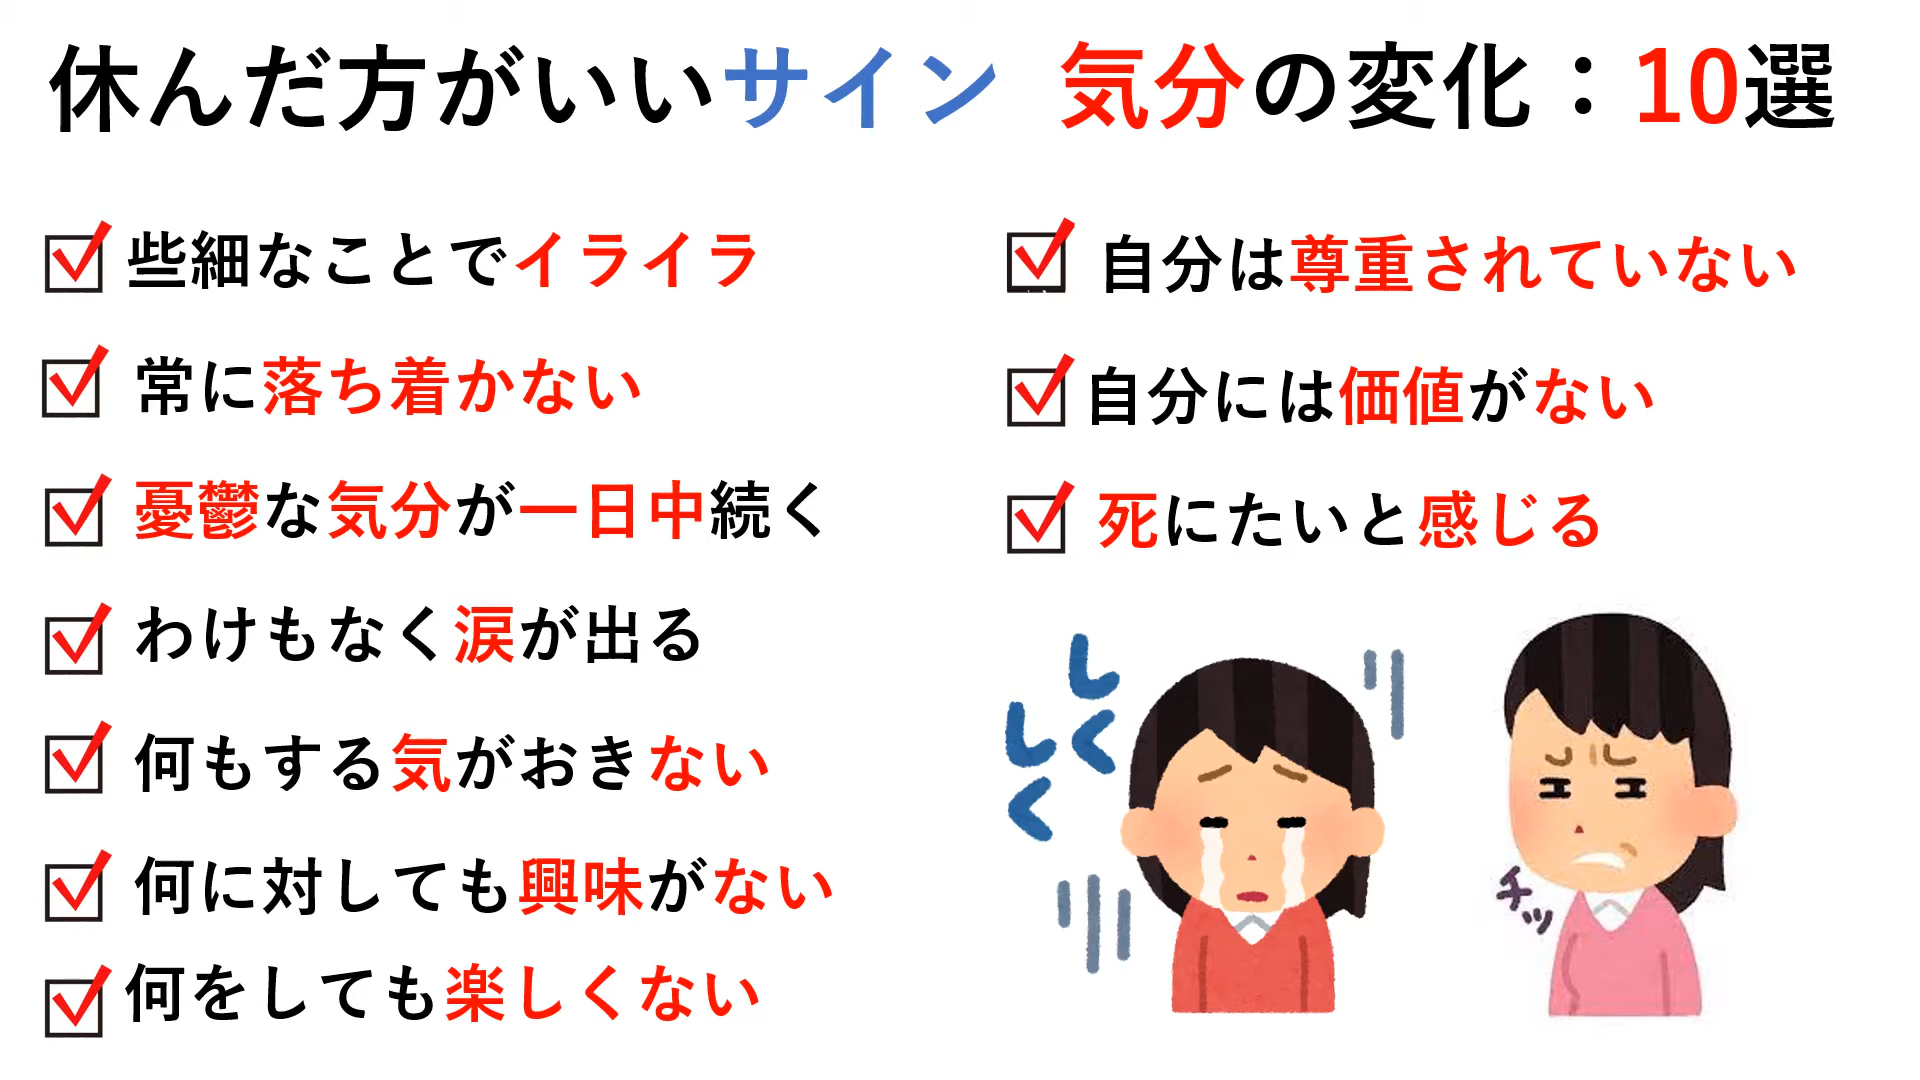 休んだ方がいいサイン 気分の変化：10選
些細なことでイライラ
常に落ち着かない
憂鬱な気分が一日中続く
わけもなく涙が出る
何もする気がおきない
何に対しても興味がない
何をしても楽しくない
自分は尊重されていない
自分には価値がない
死にたいと感じる
しく
しく
チッ